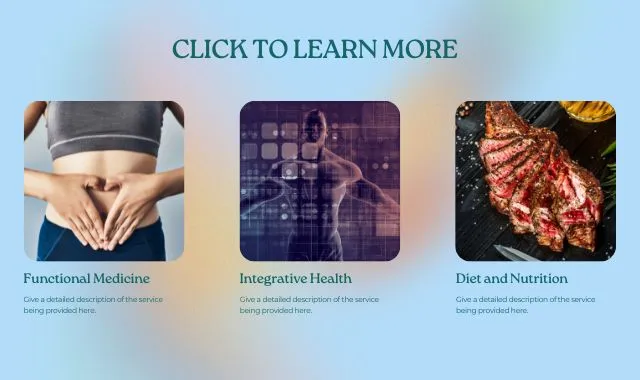 CLICK TO LEARN MORE
Functional Medicine
Give a detailed description of the service
being provided here.
Integrative Health
Give a detailed description of the service
being provided here.
Diet and Nutrition
Give a detailed description of the service
being provided here.